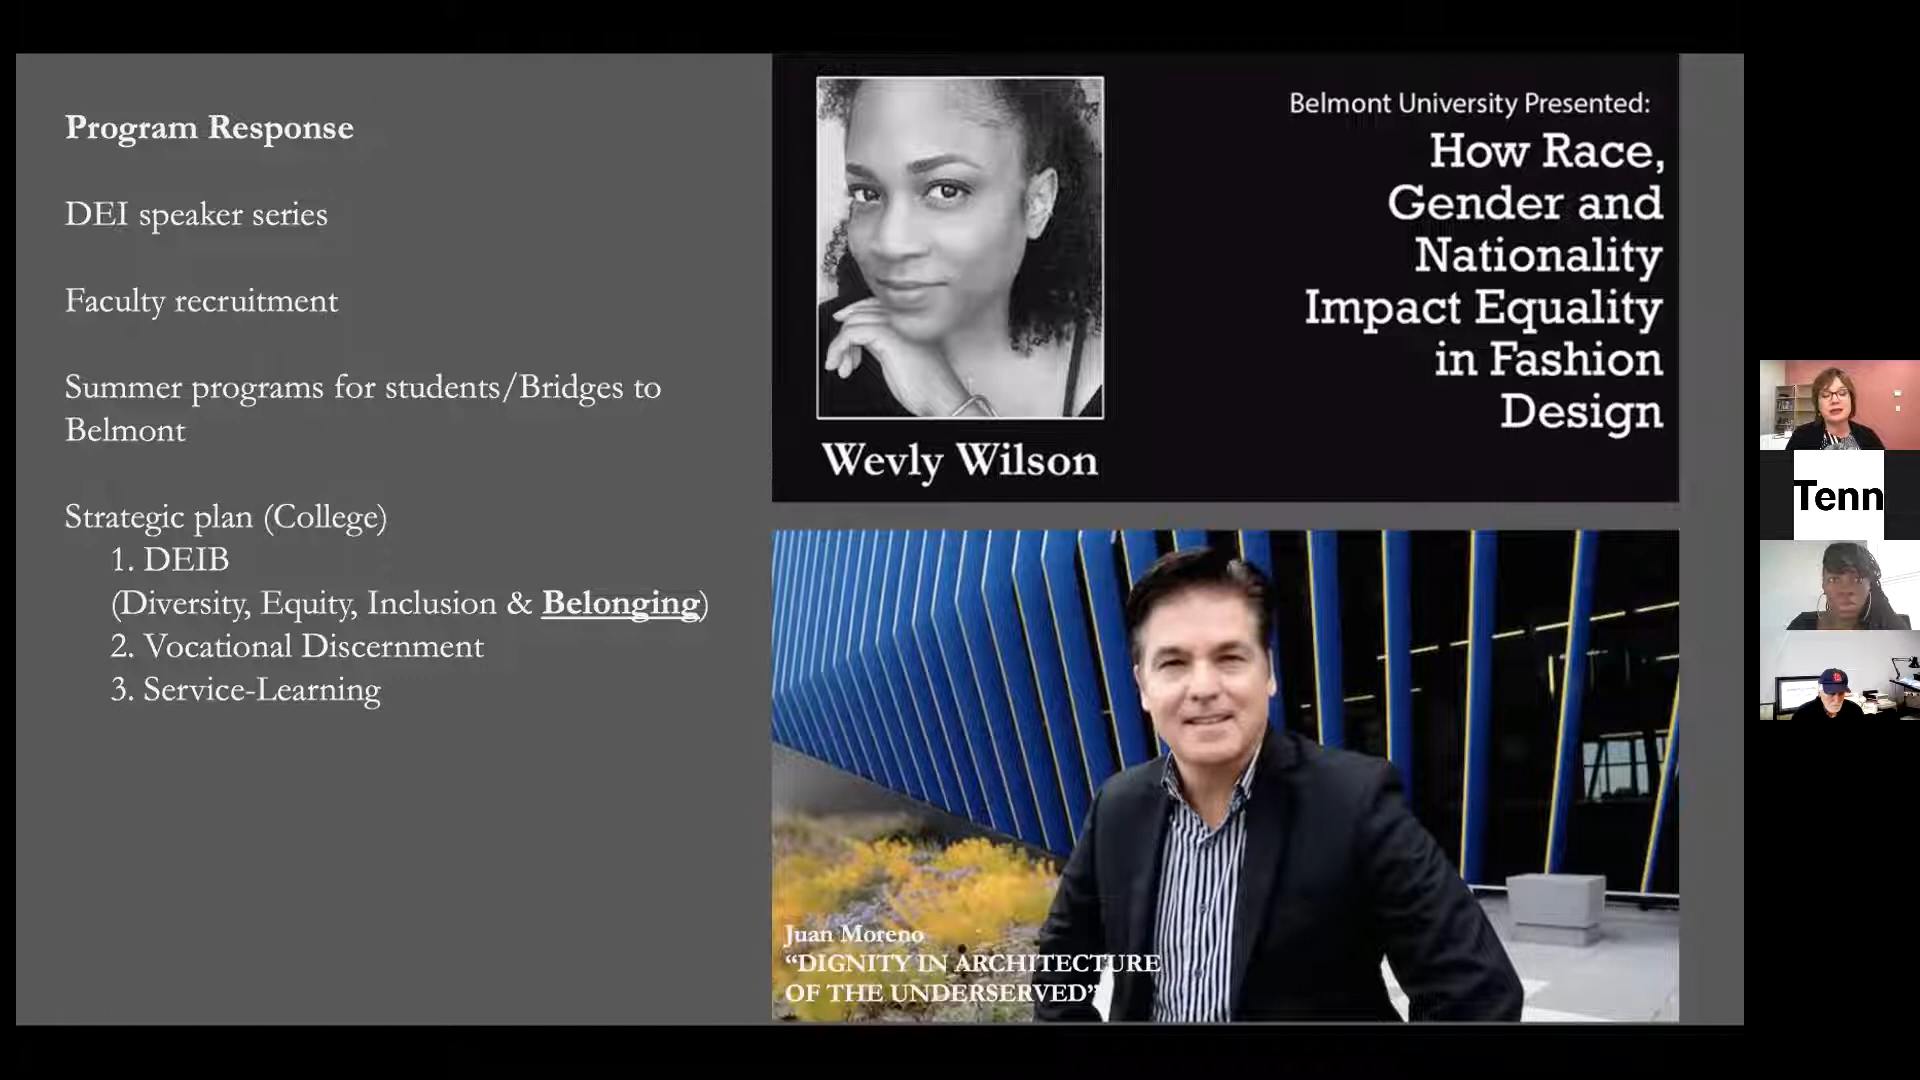 Program Response
DEI speaker series
Faculty recruitment
Summer programs for students/Bridges to
Belmont
Strategic plan (College)
1. DEIB
(Diversity, Equity, Inclusion & Belonging)
2. Vocational Discernment
3. Service-Learning
Belmont University Presented:
How Race,
Gender and
Nationality
Impact Equality
in Fashion
Design
Wevly Wilson
Juan Moreno
“DIGNITY IN ARCHITECTURE
OF THE UNDERSERVED”
Tenn